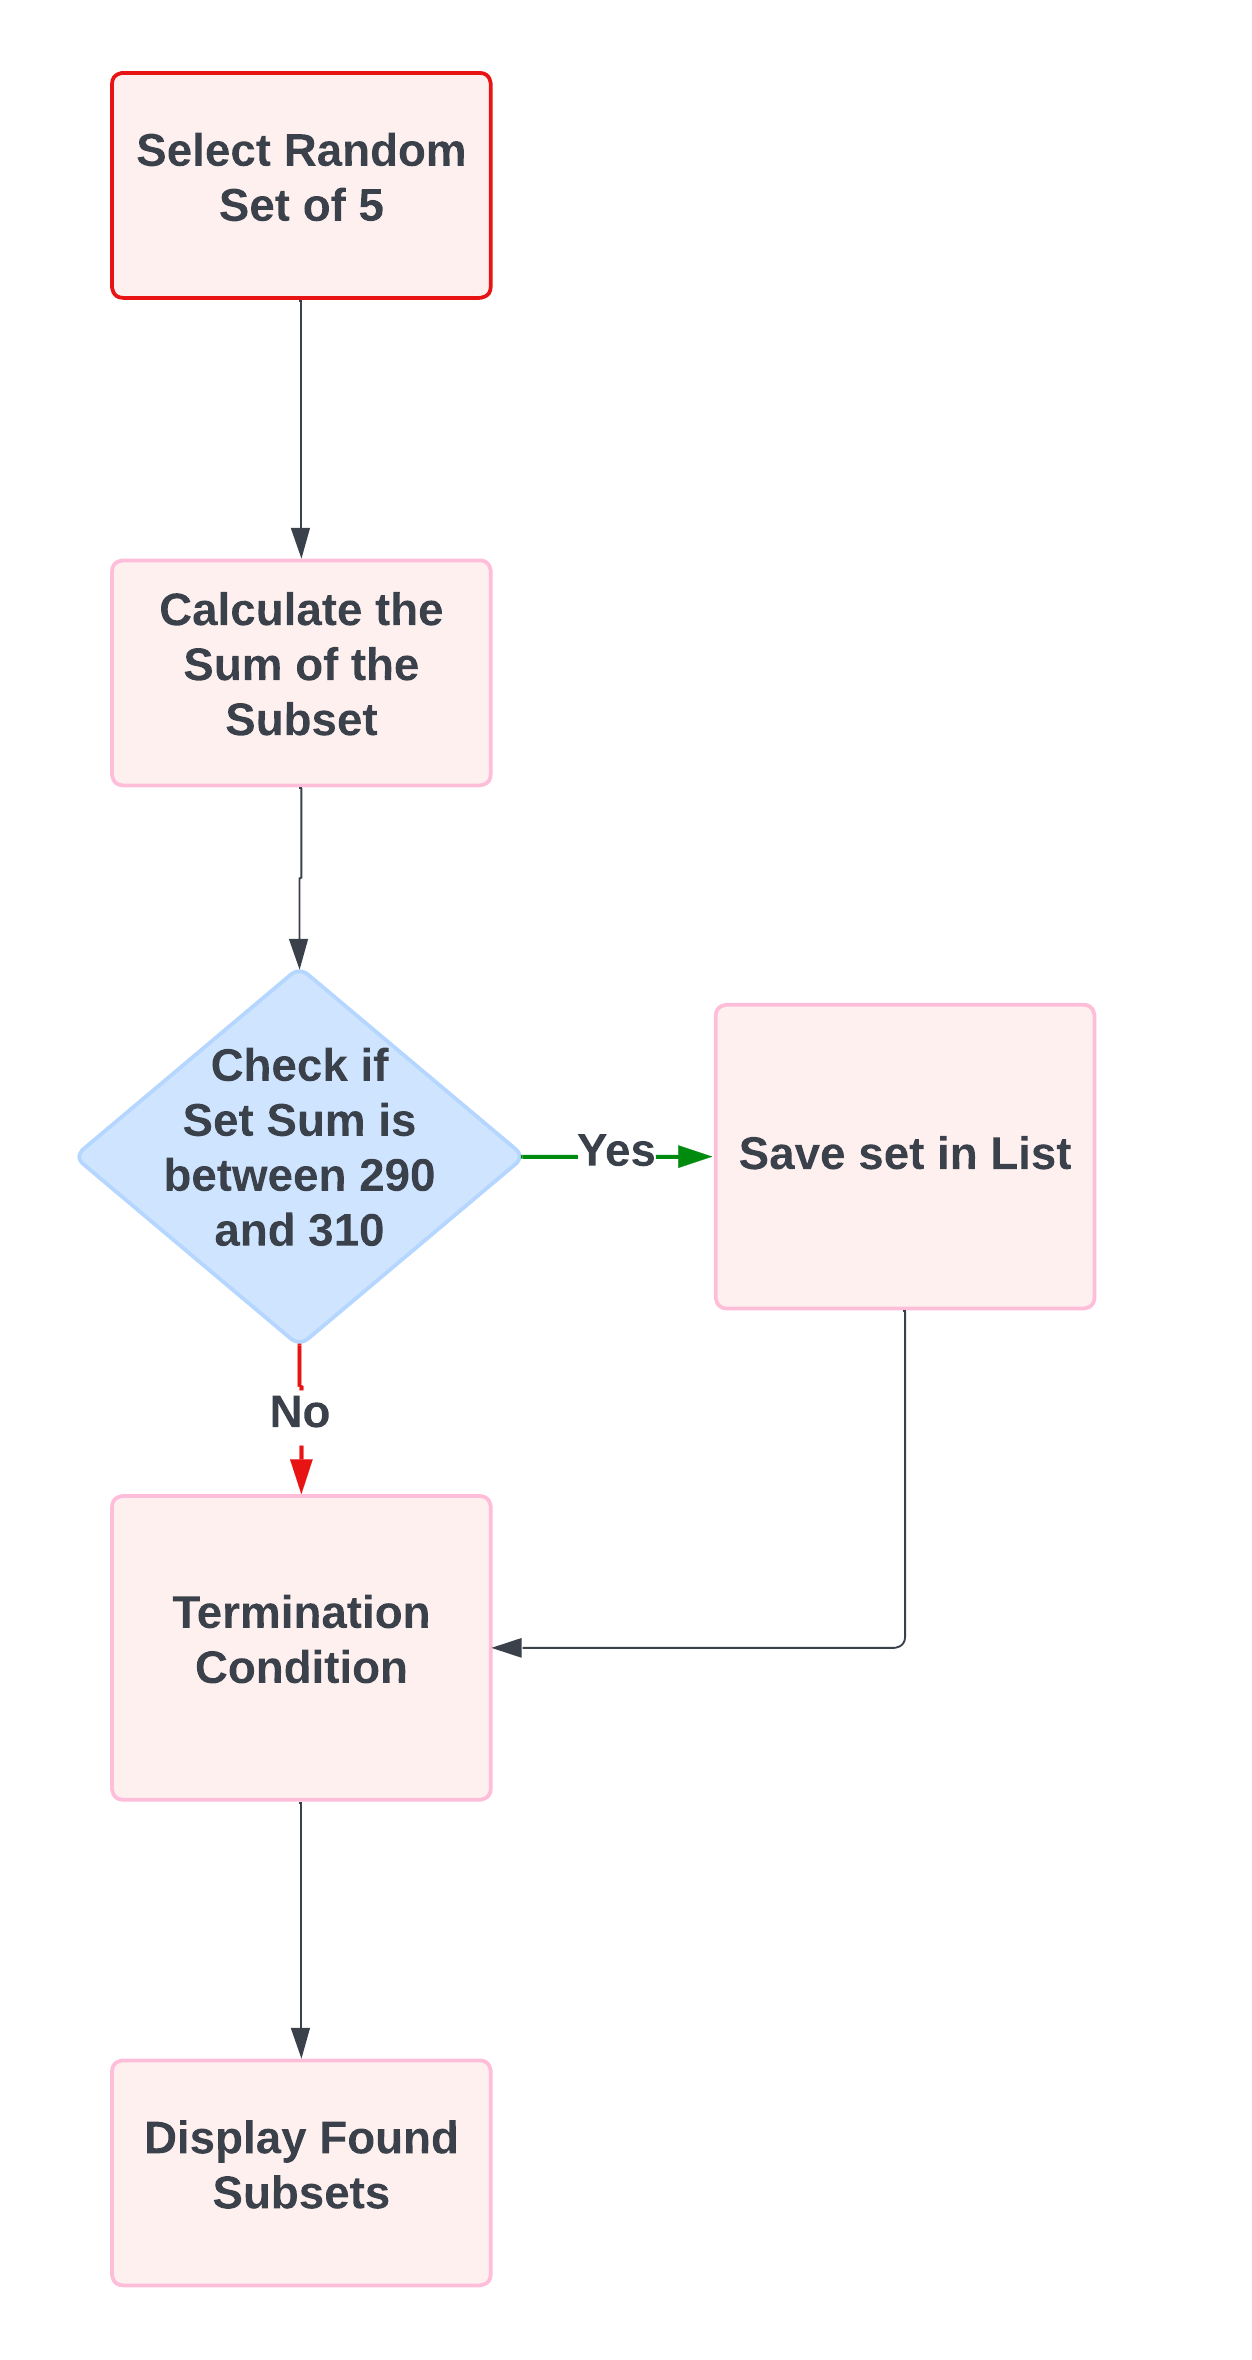 Select Random
Set of 5
Calculate the
Sum of the
Subset
Check if
Set Sum is
between 290
and 310
Yes
Save set in List
No
Termination
Condition
Display Found
Subsets